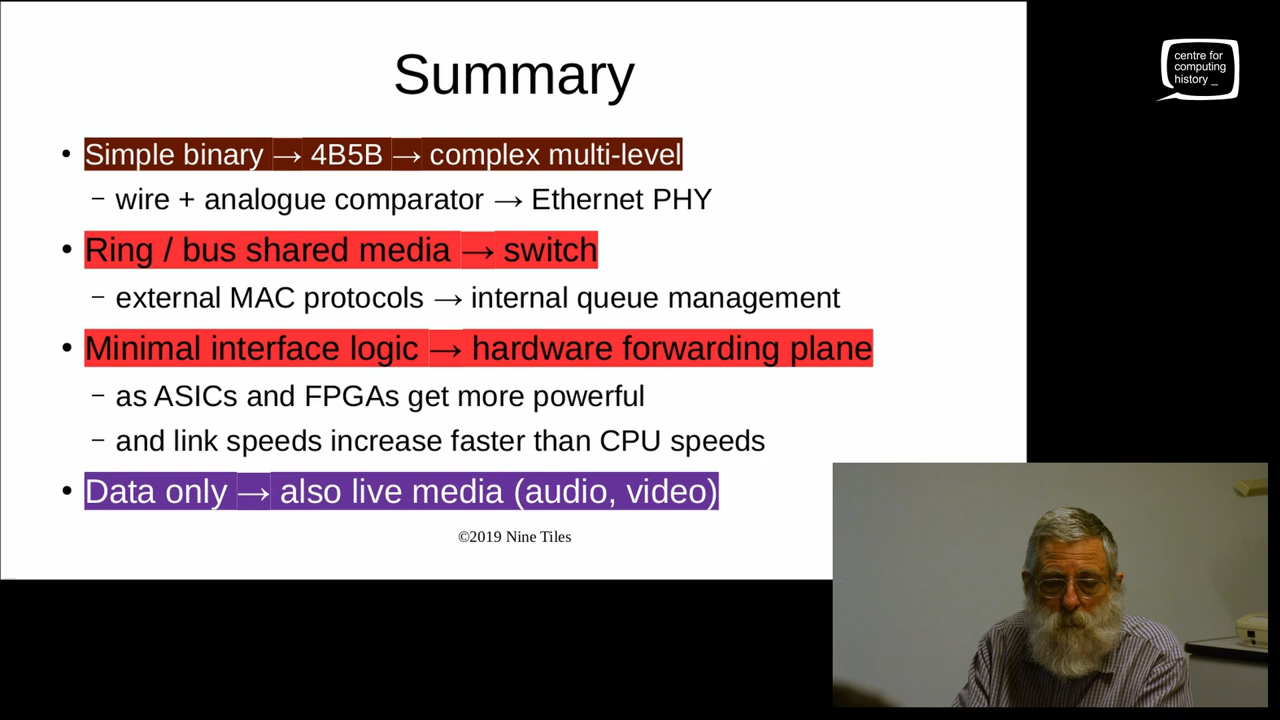 Summary
• Simple binary → 4B5B → complex multi-level
– wire + analogue comparator → Ethernet PHY
• Ring / bus shared media → switch
– external MAC protocols → internal queue management
• Minimal interface logic → hardware forwarding plane
– as ASICs and FPGAs get more powerful
– and link speeds increase faster than CPU speeds
• Data only → also live media (audio, video)
©2019 Nine Tiles
centre for
computing
history _